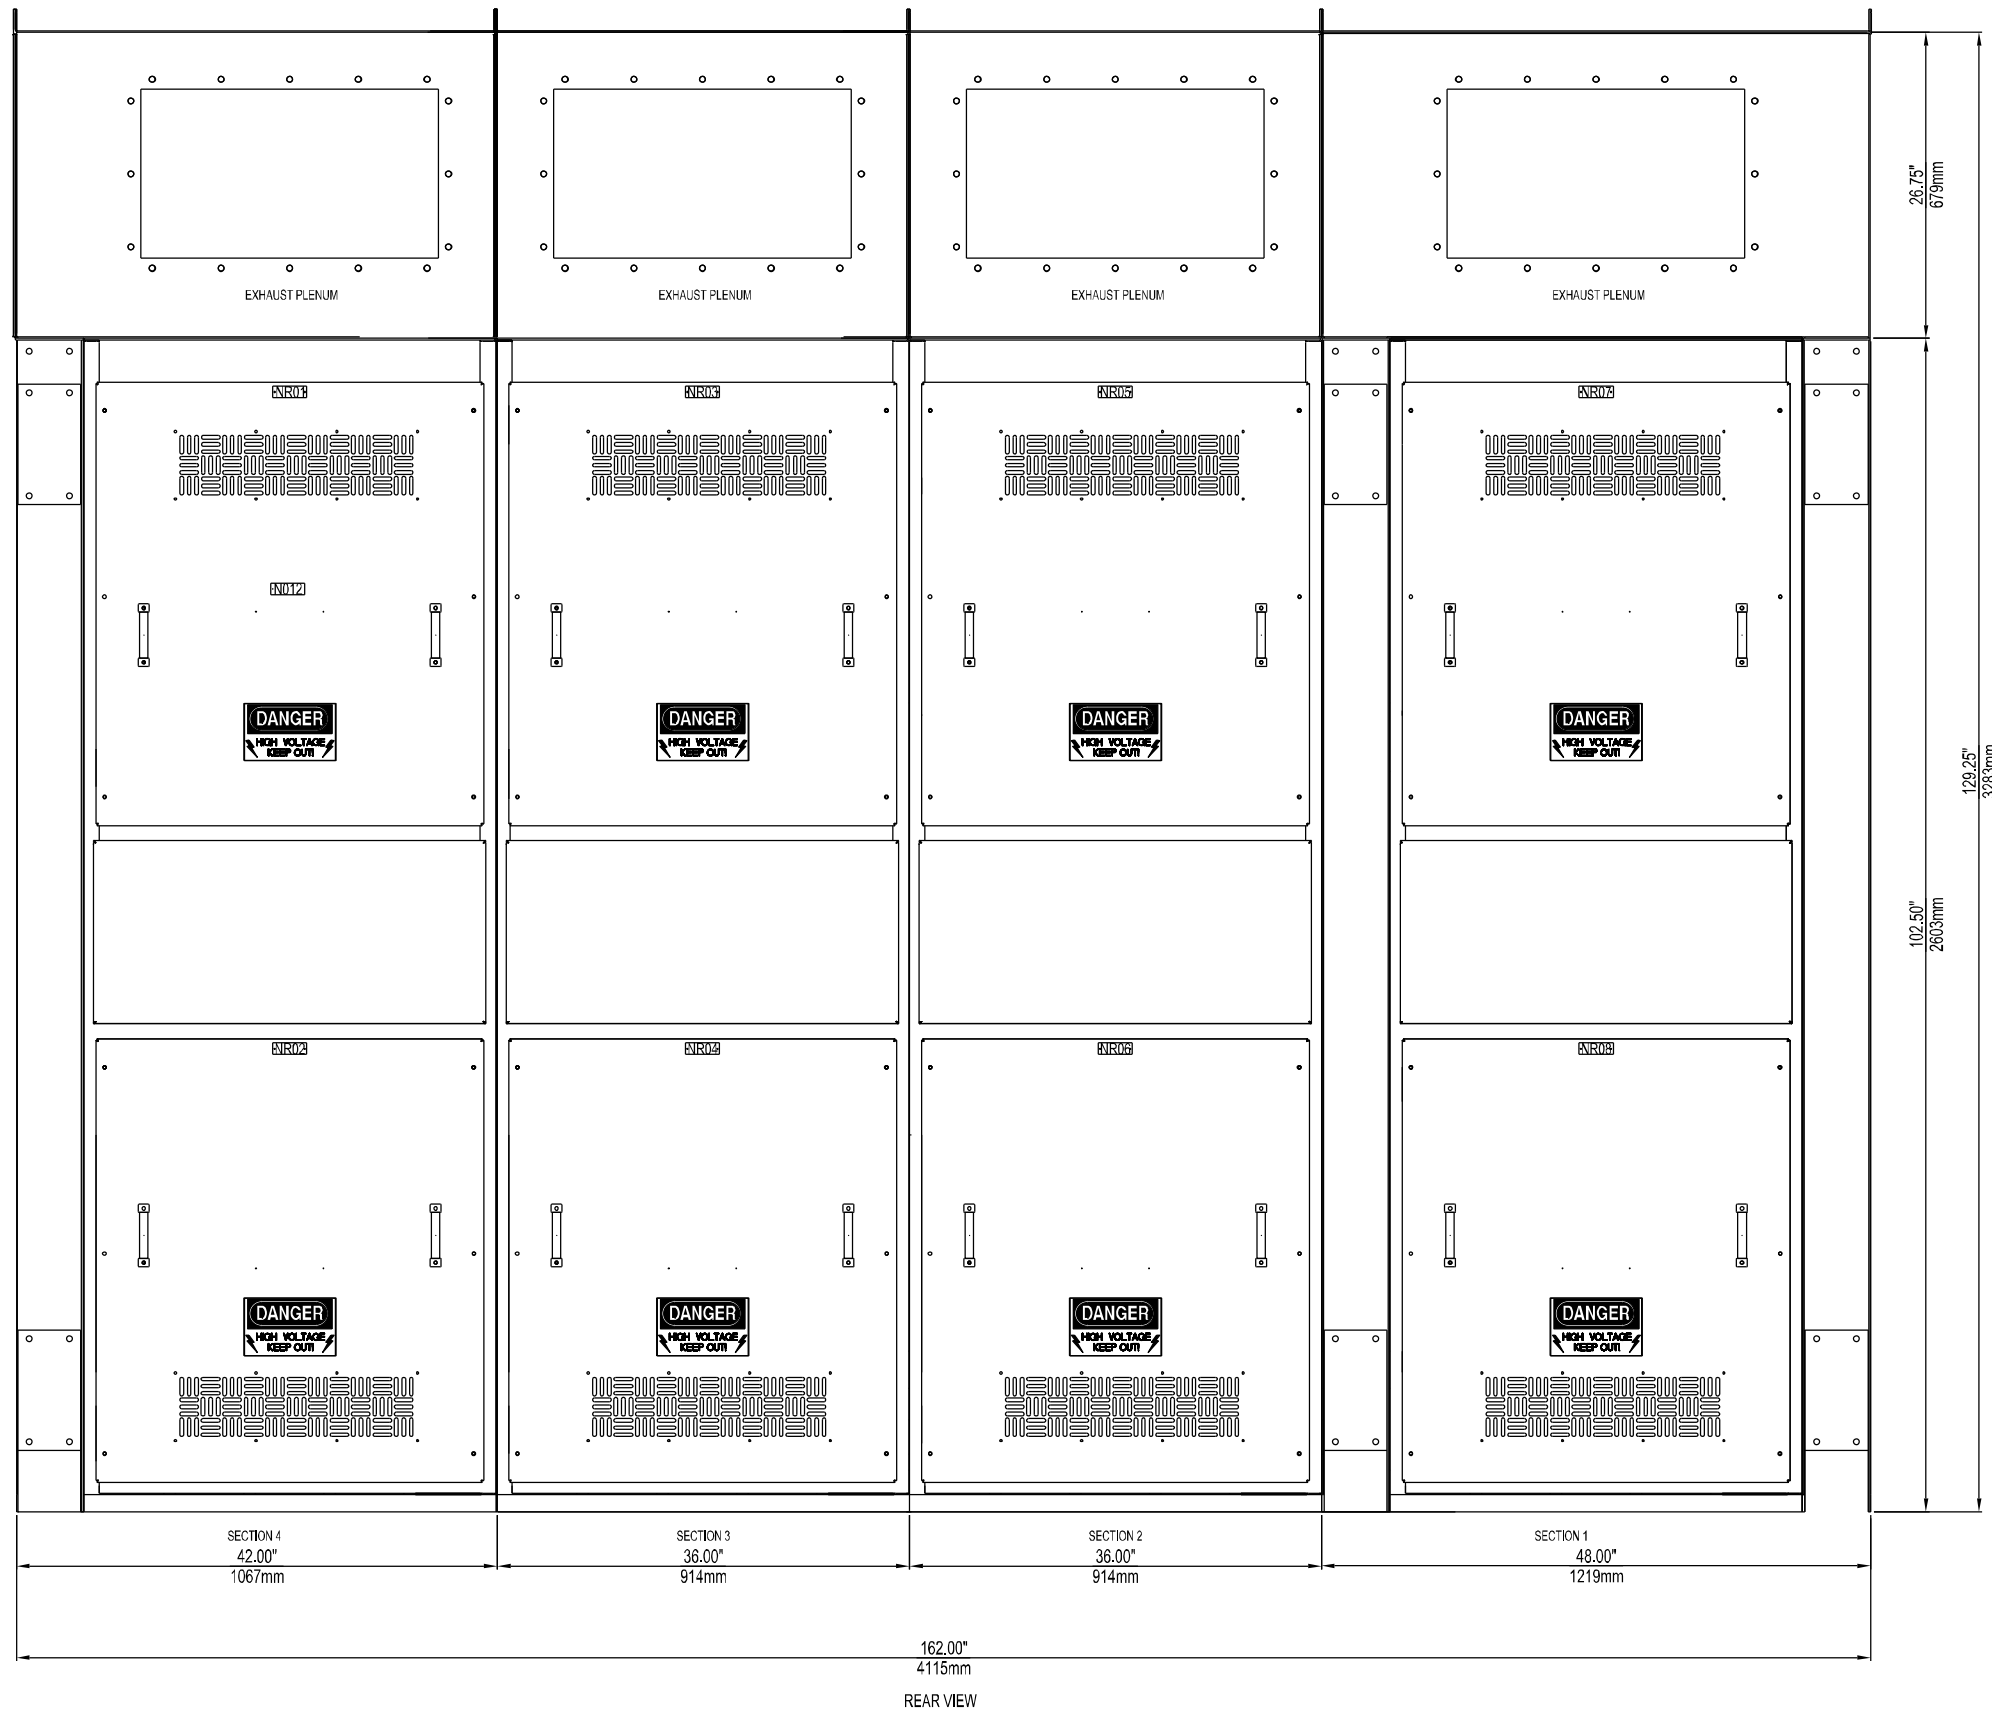 EXHAUST PLENUM
EXHAUST PLENUM
EXHAUST PLENUM
EXHAUST PLENUM
26.75"
679mm
NR01
NR03
NR05
NR07
N012
DANGER
HIGH VOLTAGE
KEEP OUT!
DANGER
HIGH VOLTAGE
KEEP OUT!
DANGER
HIGH VOLTAGE
KEEP OUT!
DANGER
HIGH VOLTAGE
KEEP OUT!
129.25"
3283mm
102.50"
2603mm
NR02
NR04
NR06
NR08
DANGER
HIGH VOLTAGE
KEEP OUT!
DANGER
HIGH VOLTAGE
KEEP OUT!
DANGER
HIGH VOLTAGE
KEEP OUT!
DANGER
HIGH VOLTAGE
KEEP OUT!
SECTION 4
42.00"
1067mm
SECTION 3
36.00"
914mm
SECTION 2
36.00"
914mm
SECTION 1
48.00"
1219mm
162.00"
4115mm
REAR VIEW